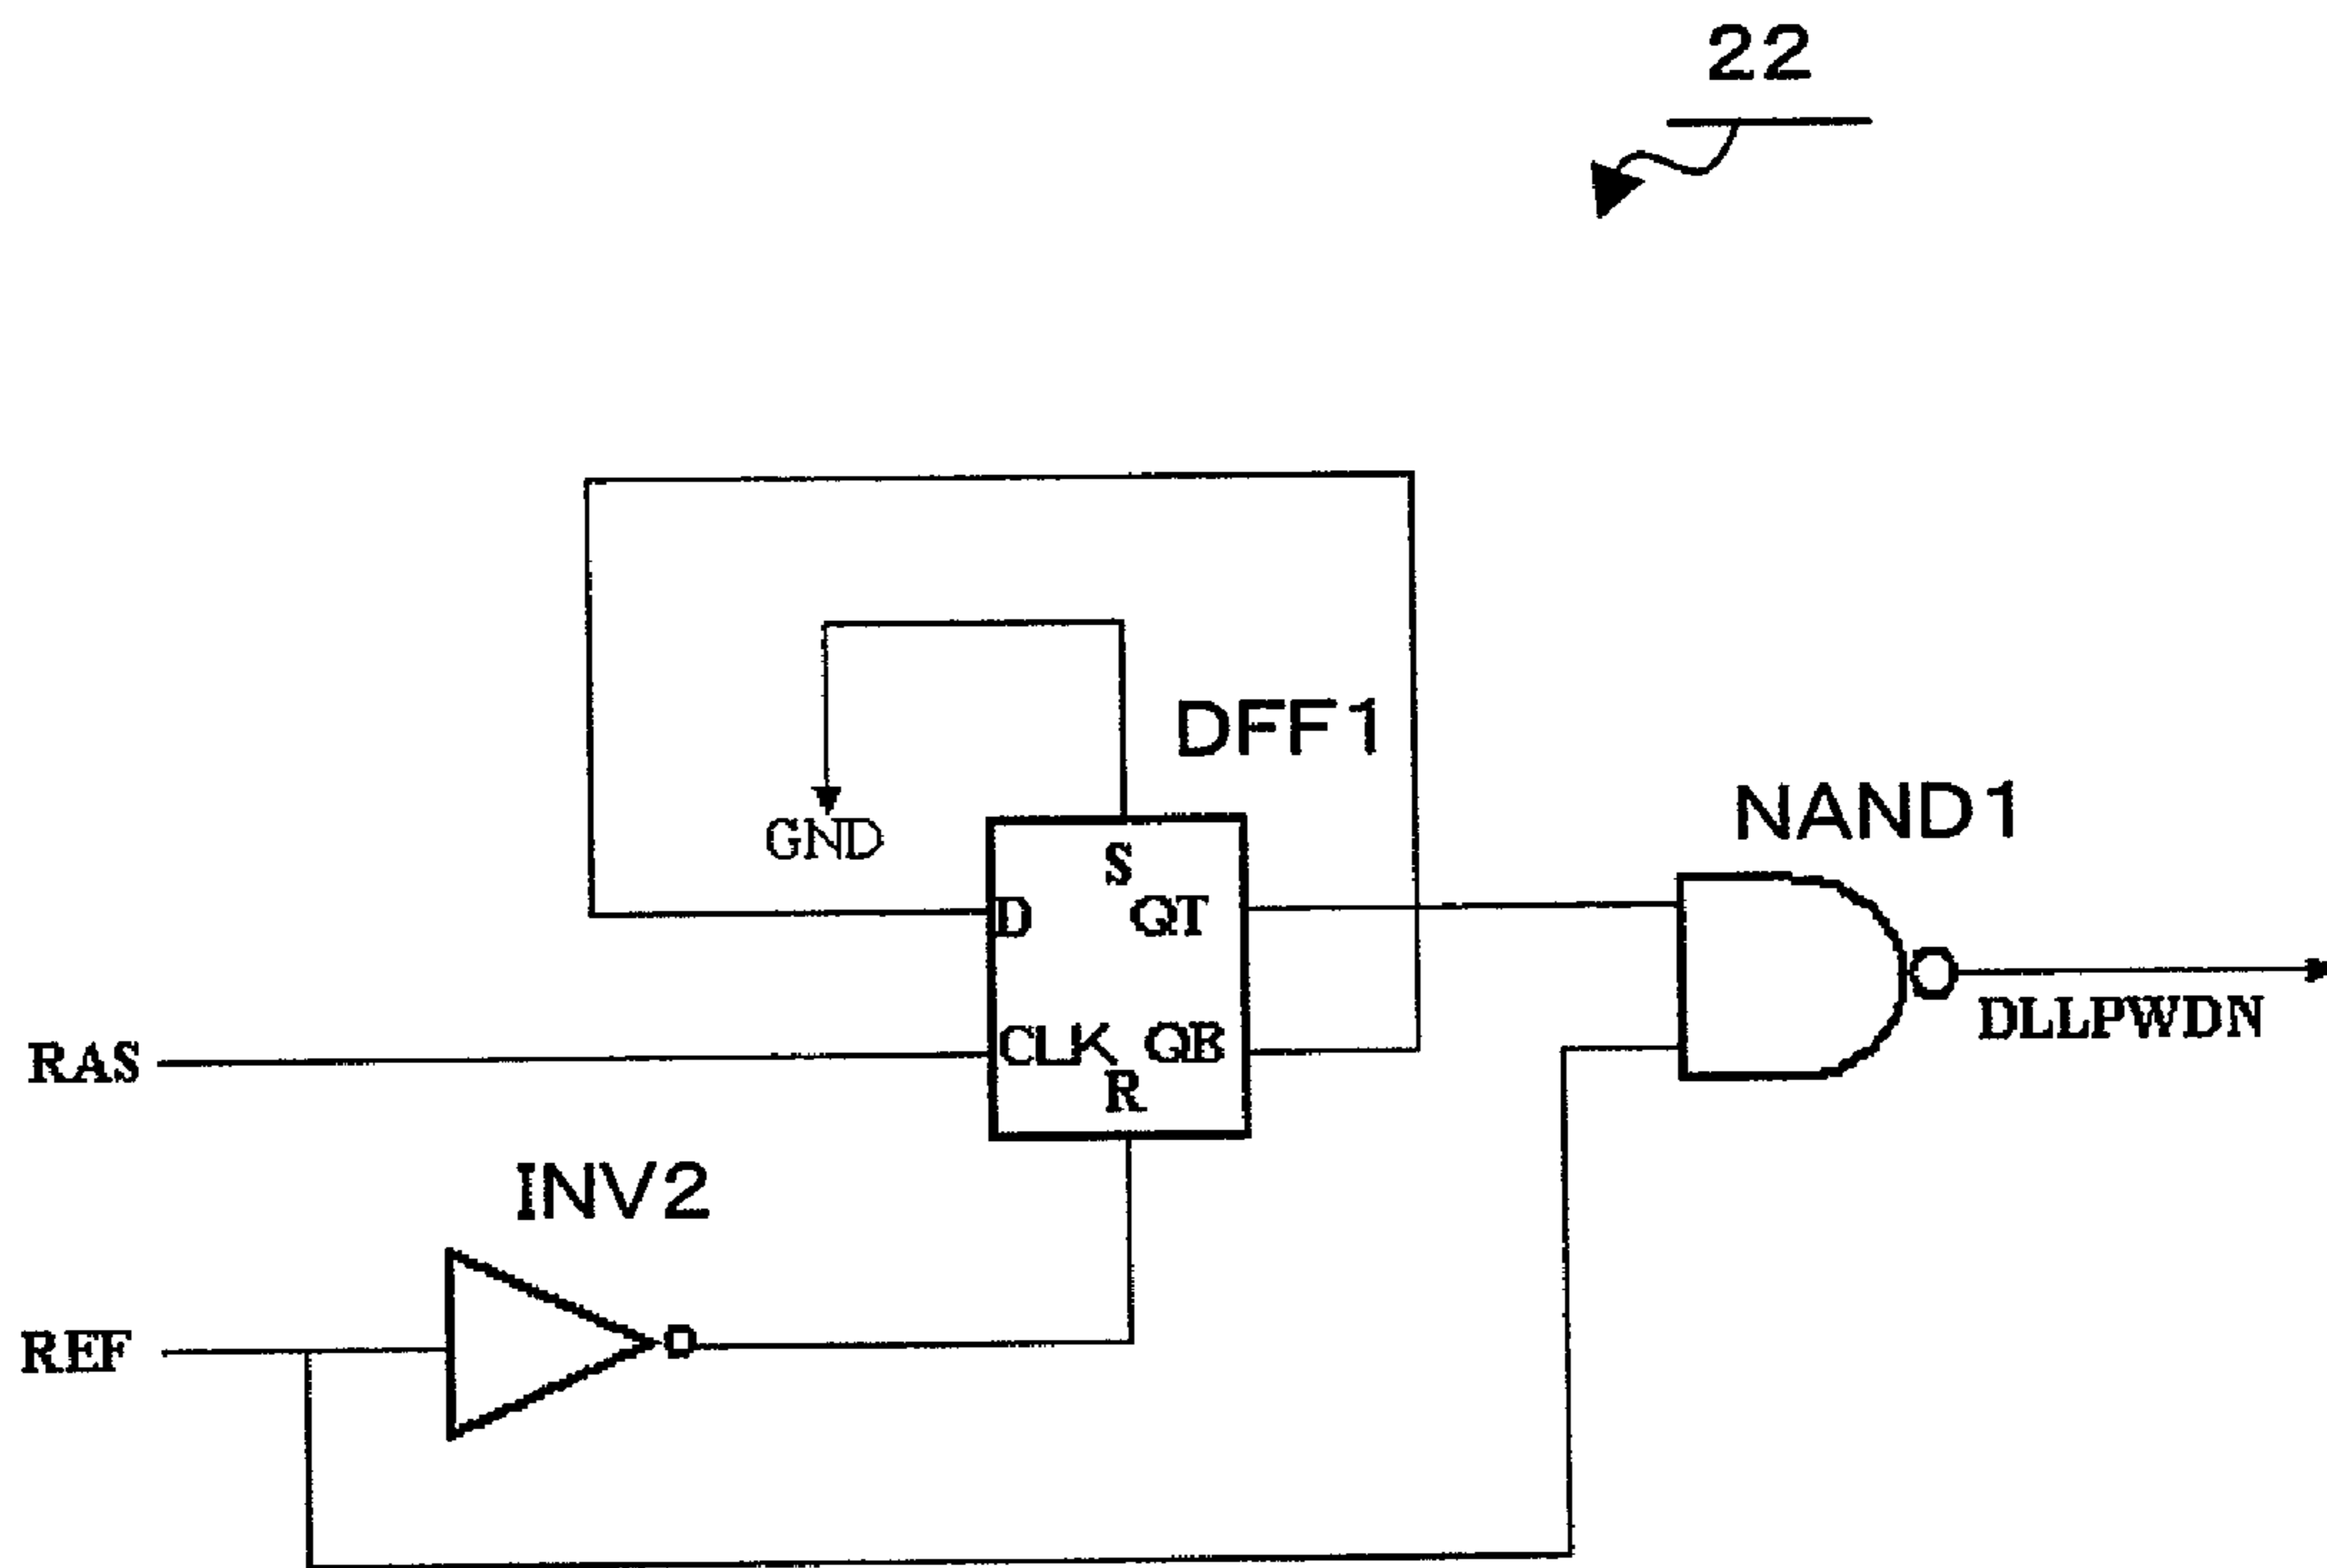 22
DFF1
GND
NAND1
S
D
QT
DLLPWDN
RAS
CLK
QB
R
INV2
REF